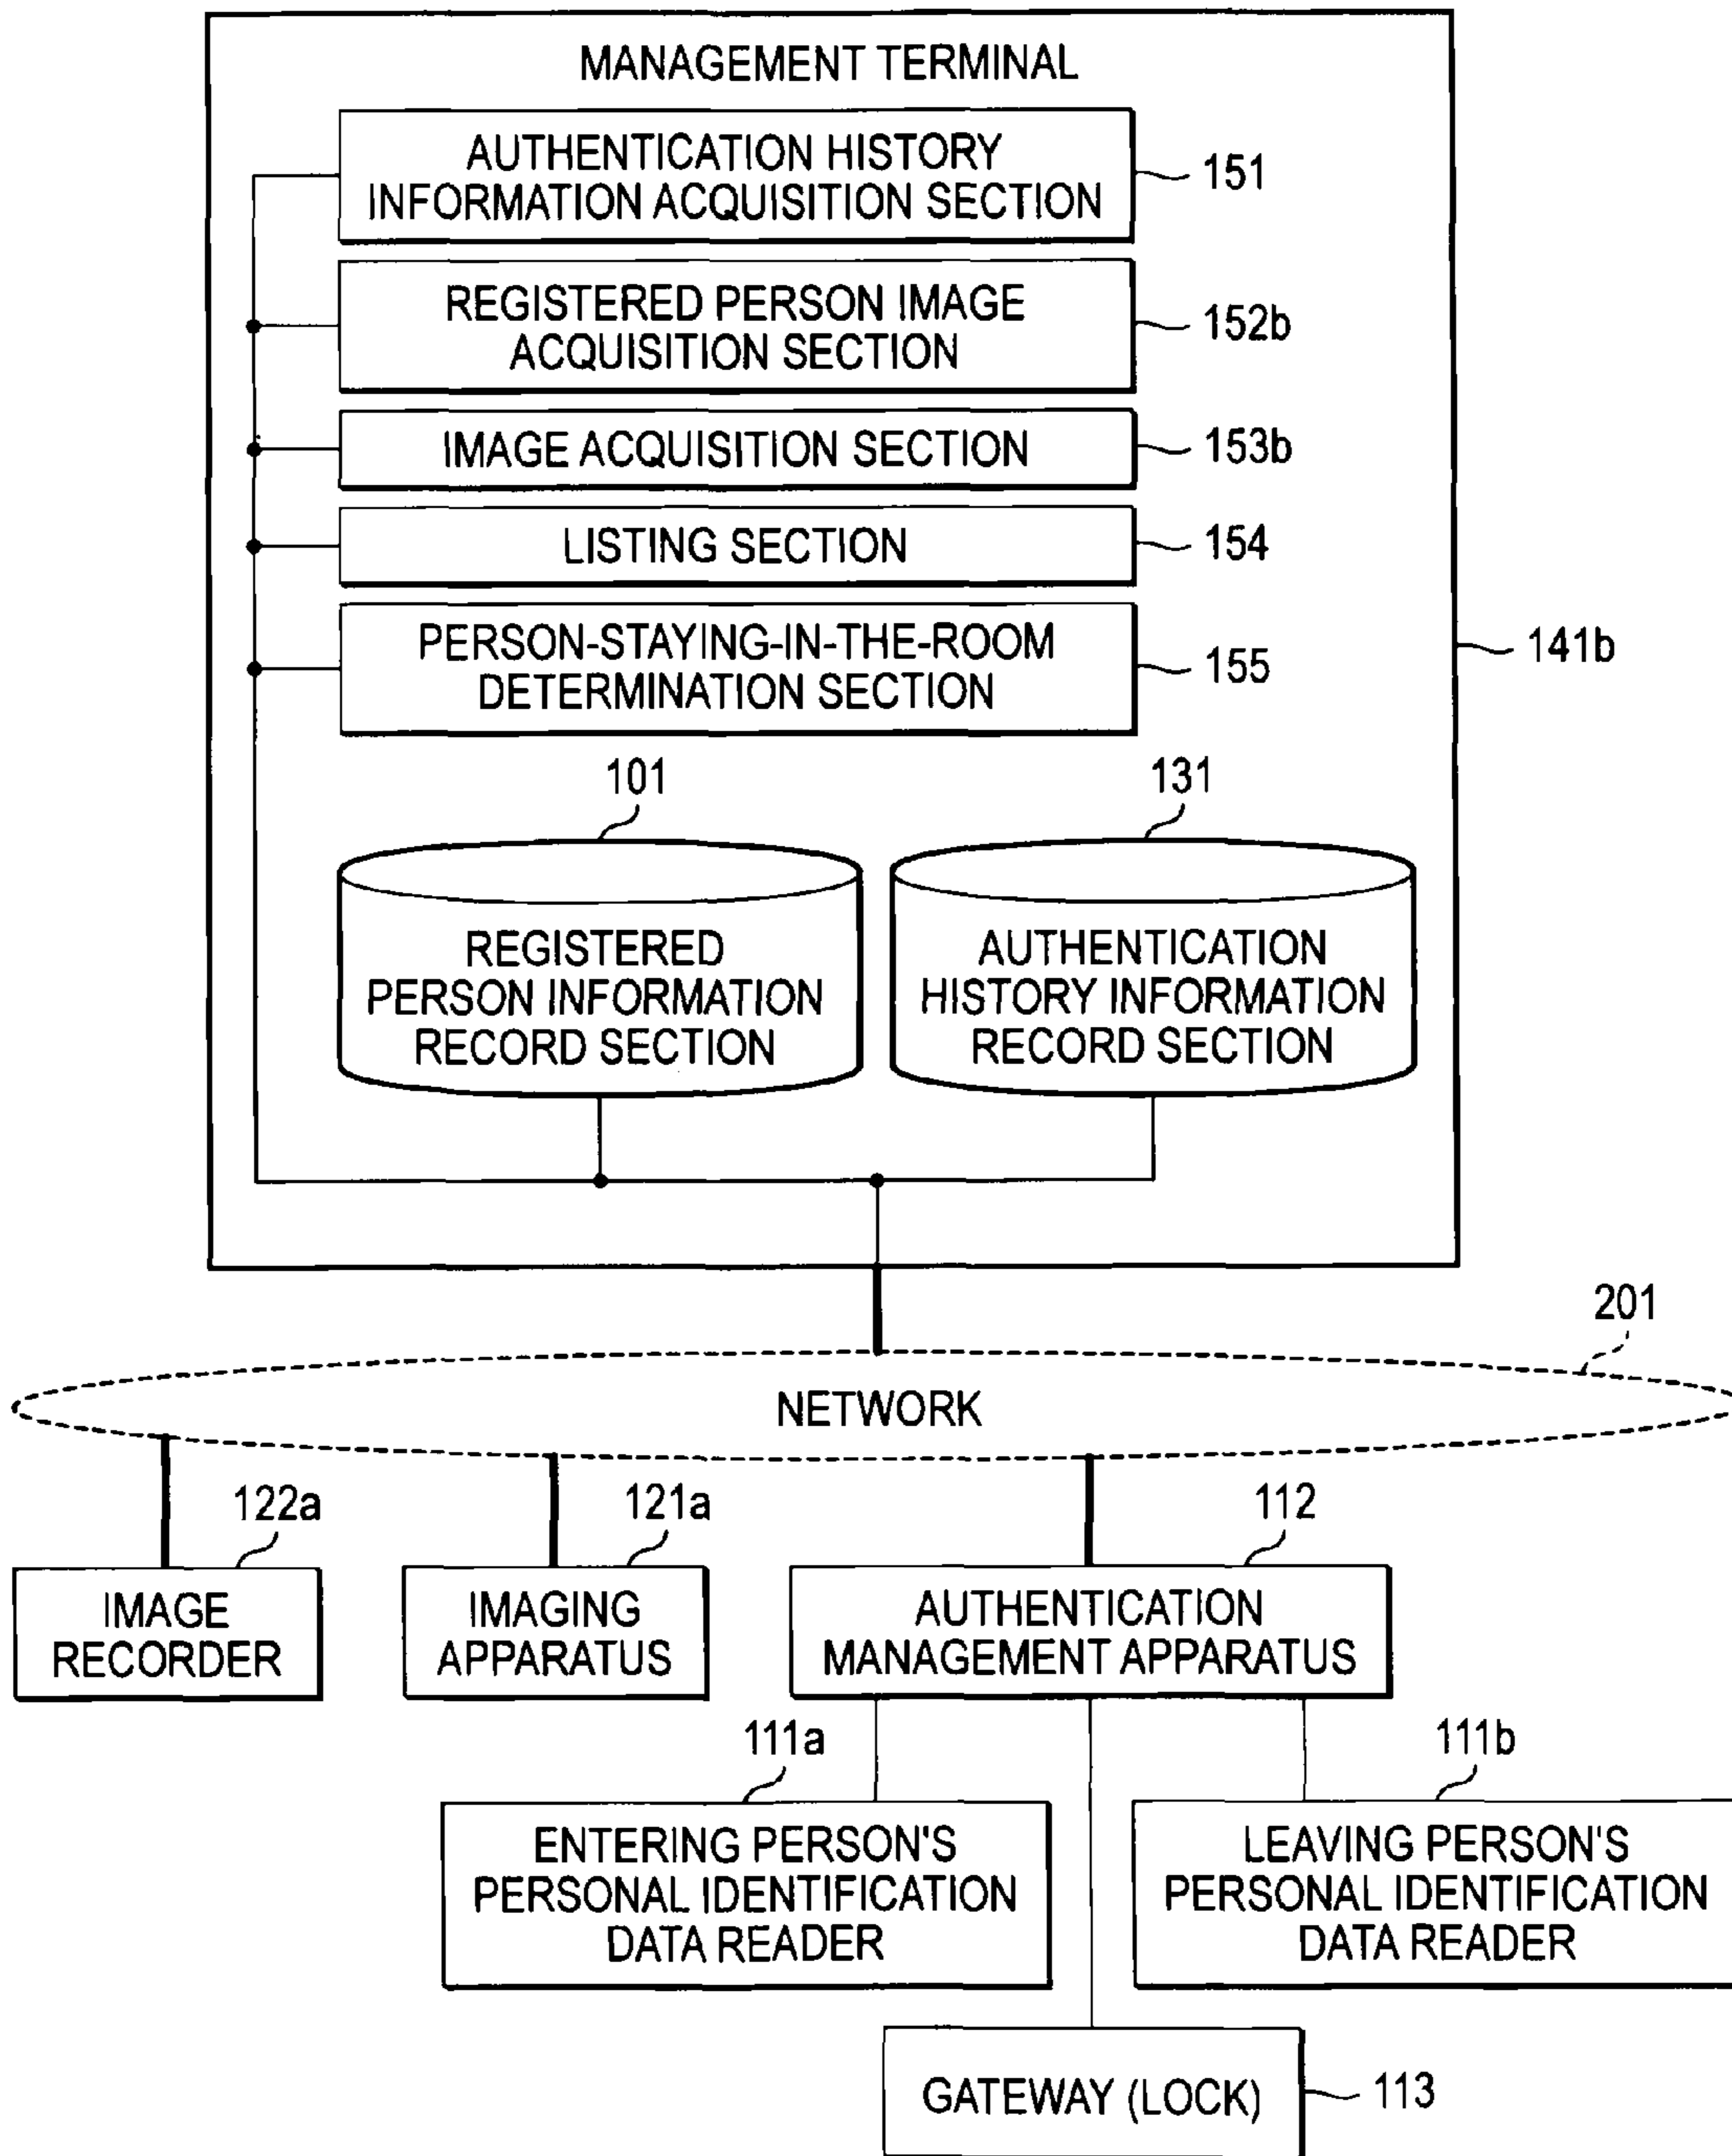 MANAGEMENT TERMINAL
AUTHENTICATION HISTORY
INFORMATION ACQUISITION SECTION
151
REGISTERED PERSON IMAGE
ACQUISITION SECTION
152b
IMAGE ACQUISITION SECTION
153b
LISTING SECTION
154
PERSON-STAYING-IN-THE-ROOM
DETERMINATION SECTION
155
141b
101
131
REGISTERED
PERSON INFORMATION
RECORD SECTION
AUTHENTICATION
HISTORY INFORMATION
RECORD SECTION
201
NETWORK
122a
121a
112
IMAGE
RECORDER
IMAGING
APPARATUS
AUTHENTICATION
MANAGEMENT APPARATUS
111a
111b
ENTERING PERSON'S
PERSONAL IDENTIFICATION
DATA READER
LEAVING PERSON'S
PERSONAL IDENTIFICATION
DATA READER
GATEWAY (LOCK)
113